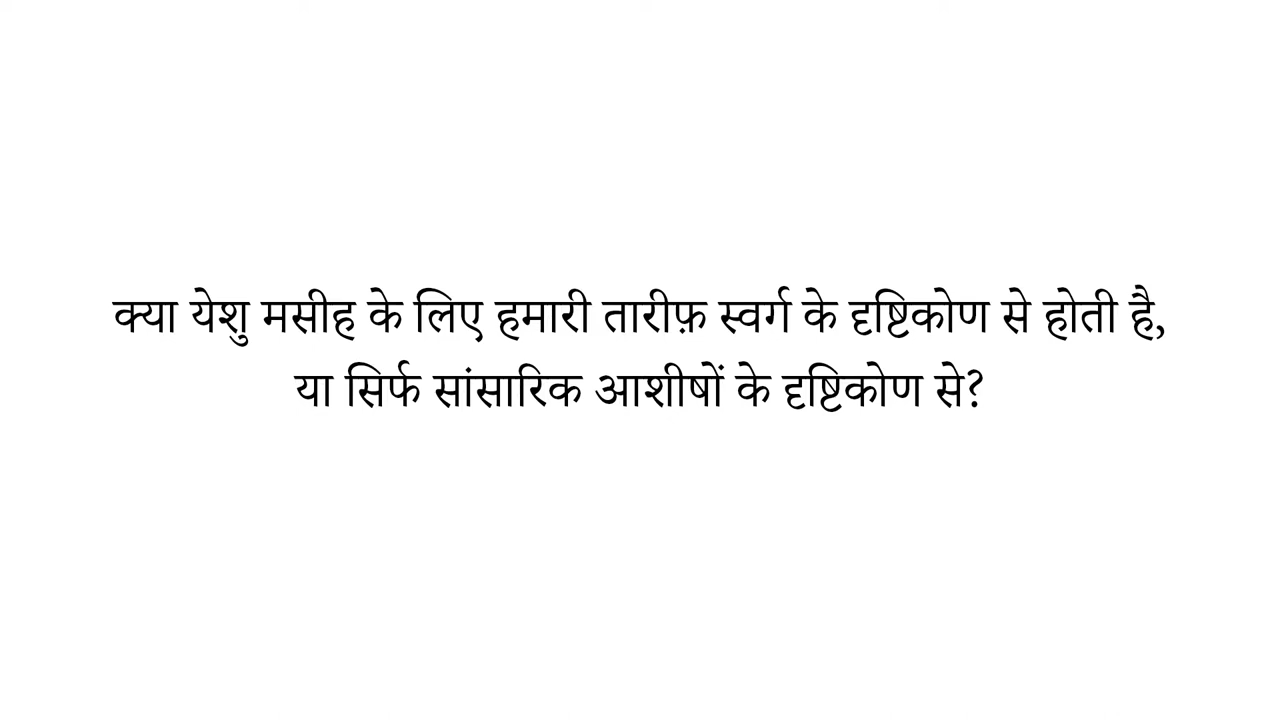 क्या येशु मसीह के लिए हमारी तारीफ़ स्वर्ग के दृष्टिकोण से होती है,
या सिर्फ सांसारिक आशीषों के दृष्टिकोण से?